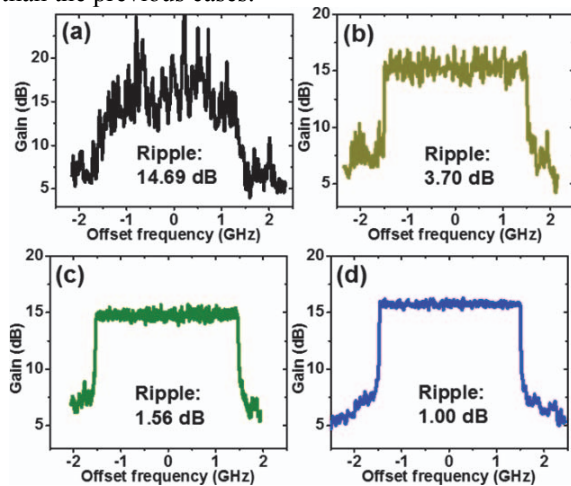 than the previous cases.
(a)
Gain (dB)
20
15
10
5
Ripple:
14.69 dB
-2 -1 0 1 2
Offset frequency (GHz)
(b)
Gain (dB)
20
15
10
5
Ripple:
3.70 dB
-2 -1 0 1 2
Offset frequency (GHz)
(c)
Gain (dB)
20
15
10
5
Ripple:
1.56 dB
-2 -1 0 1 2
Offset frequency (GHz)
(d)
Gain (dB)
20
15
10
5
Ripple:
1.00 dB
-2 -1 0 1 2
Offset frequency (GHz)